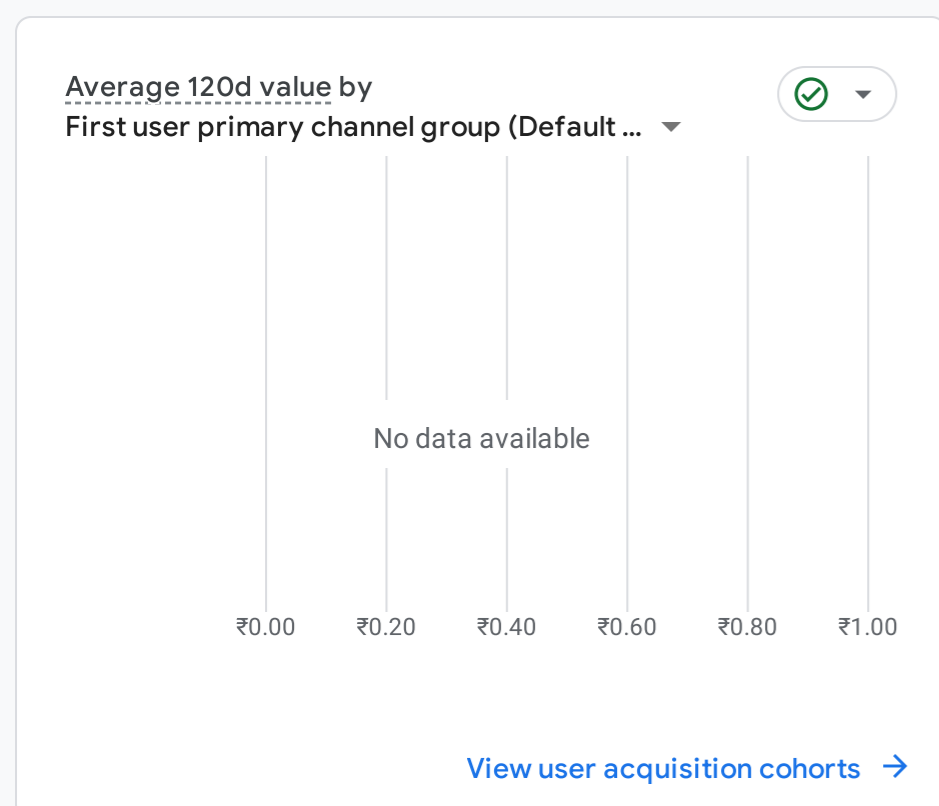 Average 120d value by
First user primary channel group (Default ...
No data available
₹0.00 ₹0.20 ₹0.40 ₹0.60 ₹0.80 ₹1.00
View user acquisition cohorts